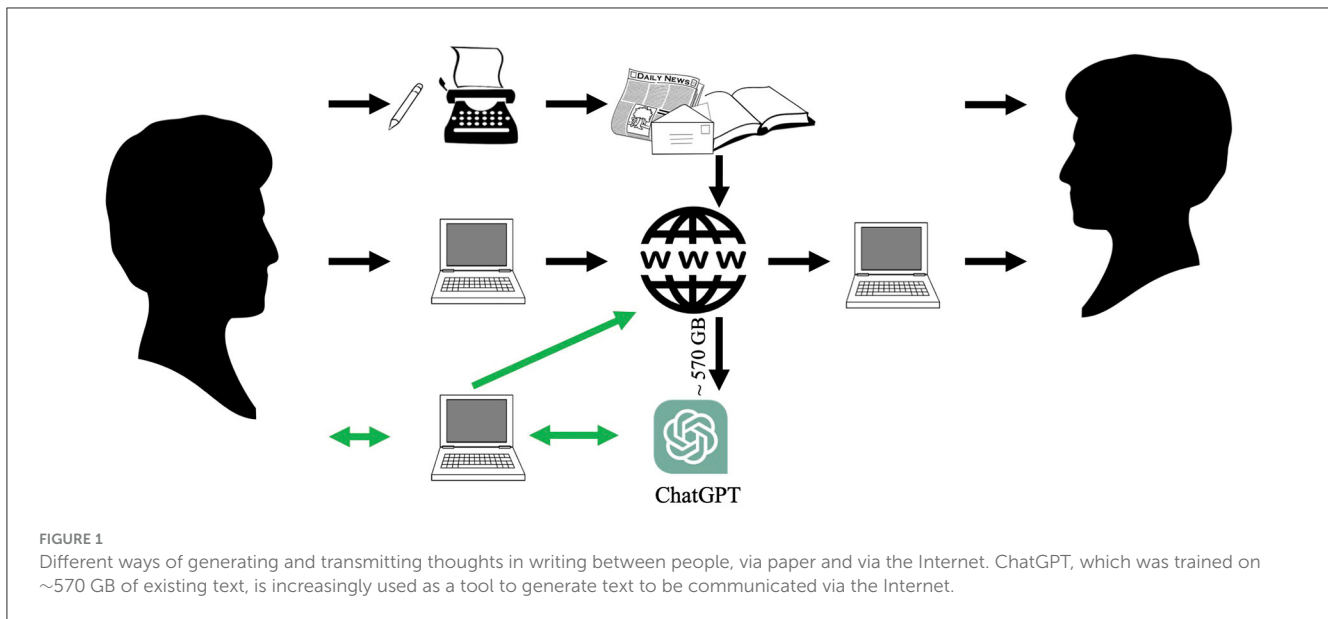 DAILY NEWS
WWW
~ 570 GB
ChatGPT
FIGURE 1
Different ways of generating and transmitting thoughts in writing between people, via paper and via the Internet. ChatGPT, which was trained on
~570 GB of existing text, is increasingly used as a tool to generate text to be communicated via the Internet.